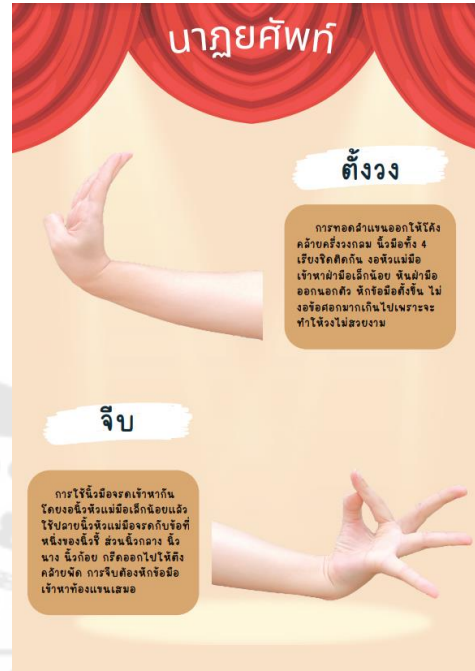 นาฏยศัพท์
ตั้งวง
การทอดลำแขนออกให้โค้ง
คล้ายครึ่งวงกลม นิ้วมือทั้ง 4
เรียงชิดติดกัน งอหัวแม่มือ
เข้าหาฝ่ามือเล็กน้อย หันฝ่ามือ
ออกนอกตัว หักข้อมือตั้งขึ้น ไม่
งอข้อศอกมากเกินไปเพราะจะ
ทำให้วงไม่สวยงาม
จีบ
การใช้นิ้วมือจรดเข้าหากัน
โดยงอนิ้วหัวแม่มือเล็กน้อยแล้ว
ใช้ปลายนิ้วหัวแม่มือจรดกับข้อที่
หนึ่งของนิ้วชี้ ส่วนนิ้วกลาง นิ้ว
นาง นิ้วก้อย กรีดออกไปให้ตึง
คล้ายพัด การจีบต้องหักข้อมือ
เข้าหาท้องแขนเสมอ